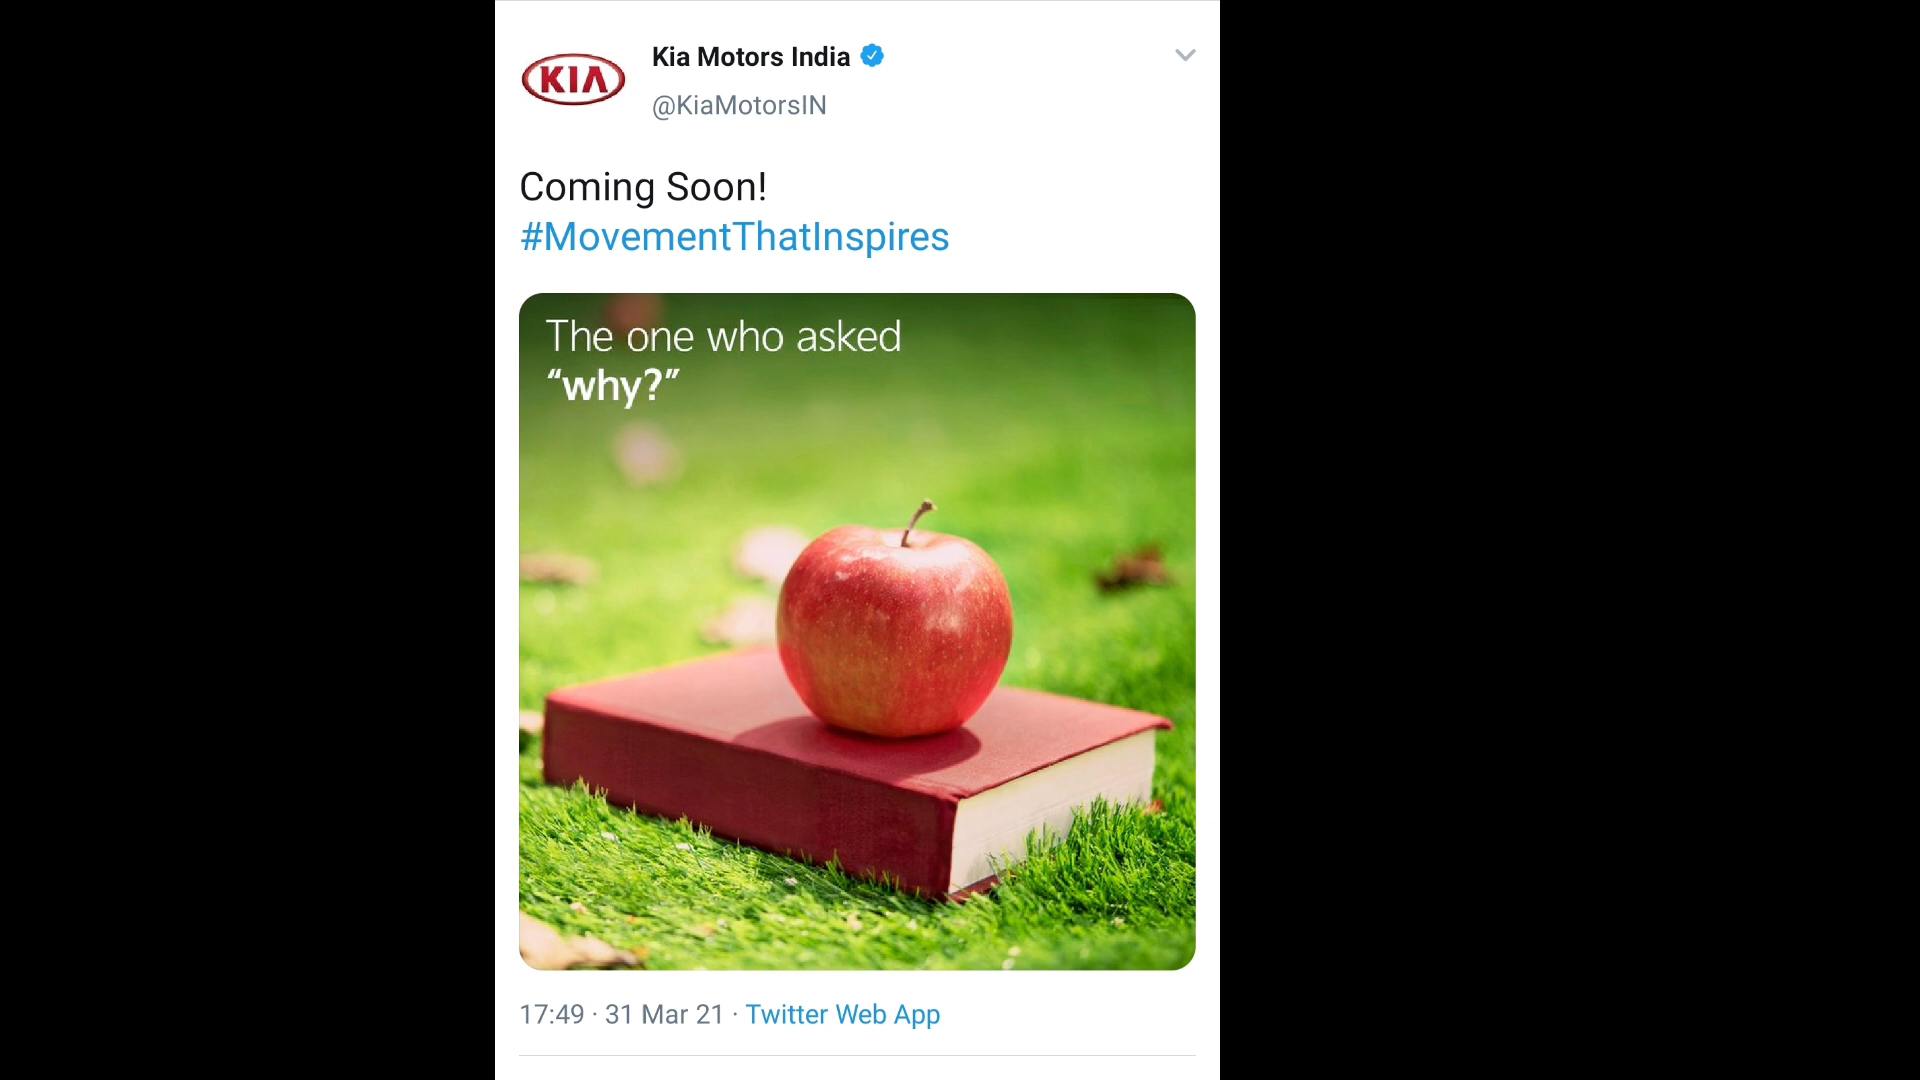 KIA
Kia Motors India
@KiaMotorsIN
Coming Soon!
#MovementThatInspires
The one who asked
“why?”
17:49 · 31 Mar 21 · Twitter Web App